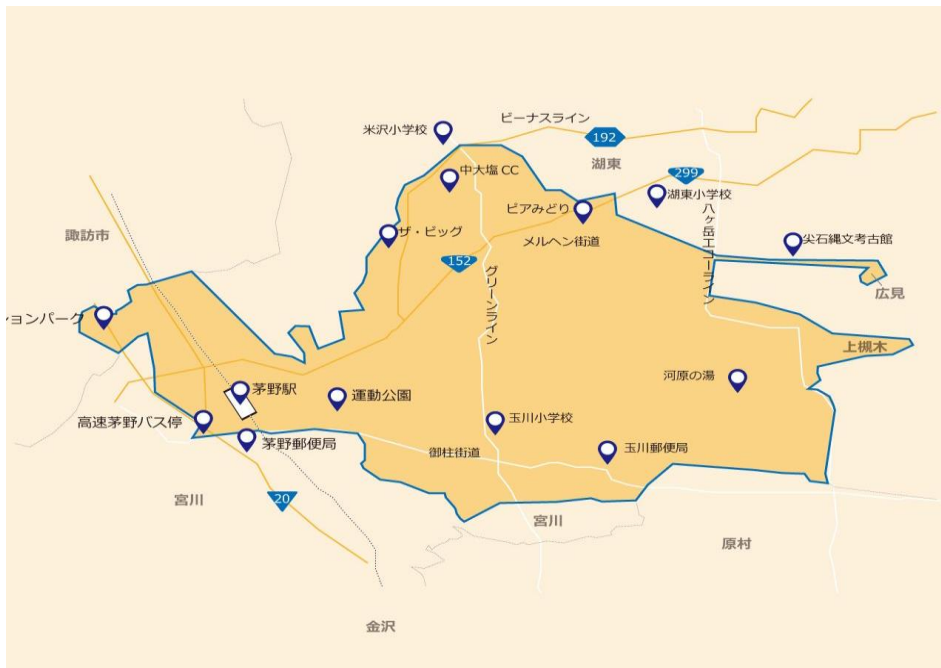 ビーナスライン
米沢小学校
192
湖東
中大塩 CC
299
湖東小学校
ピアみどり
八ヶ岳エコーライン
諏訪市
ザ・ビッグ
メルヘン街道
尖石縄文考古館
152
グリーンライン
広見
ションパーク
上槻木
河原の湯
茅野駅
運動公園
高速茅野バス停
玉川小学校
茅野郵便局
御柱街道
玉川郵便局
宮川
20
宮川
原村
金沢